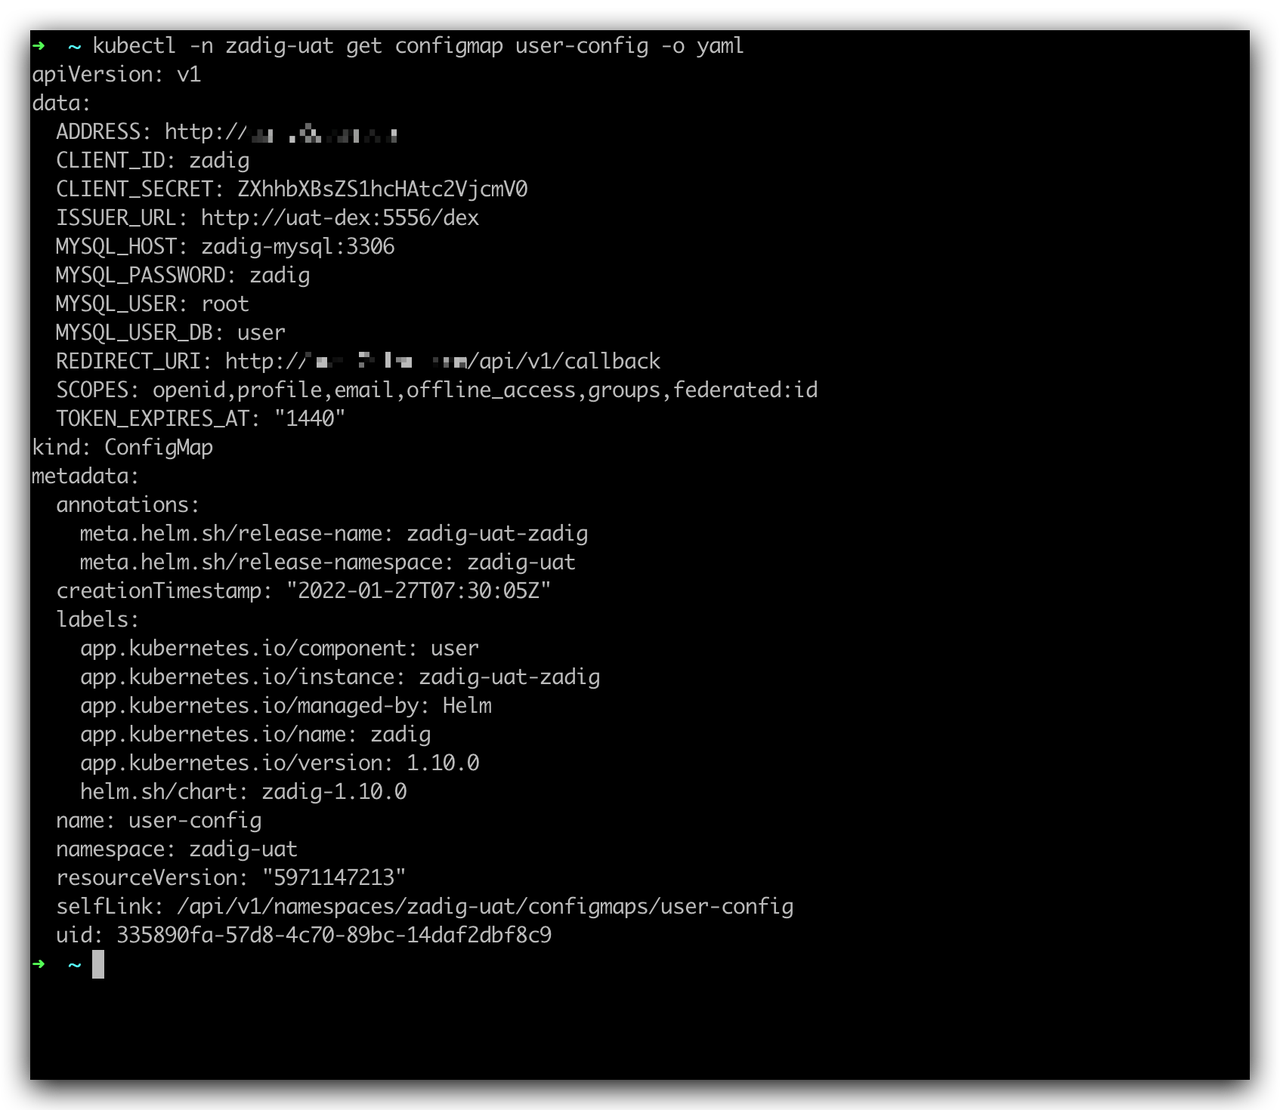 ➜ ~ kubectl -n zadig-uat get configmap user-config -o yaml
apiVersion: v1
data:
  ADDRESS: http://
  CLIENT_ID: zadig
  CLIENT_SECRET: ZXhhbXBsZS1hcHAtc2VjcmV0
  ISSUER_URL: http://uat-dex:5556/dex
  MYSQL_HOST: zadig-mysql:3306
  MYSQL_PASSWORD: zadig
  MYSQL_USER: root
  MYSQL_USER_DB: user
  REDIRECT_URI: http:///api/v1/callback
  SCOPES: openid,profile,email,offline_access,groups,federated:id
  TOKEN_EXPIRES_AT: "1440"
kind: ConfigMap
metadata:
  annotations:
    meta.helm.sh/release-name: zadig-uat-zadig
    meta.helm.sh/release-namespace: zadig-uat
  creationTimestamp: "2022-01-27T07:30:05Z"
  labels:
    app.kubernetes.io/component: user
    app.kubernetes.io/instance: zadig-uat-zadig
    app.kubernetes.io/managed-by: Helm
    app.kubernetes.io/name: zadig
    app.kubernetes.io/version: 1.10.0
    helm.sh/chart: zadig-1.10.0
  name: user-config
  namespace: zadig-uat
  resourceVersion: "5971147213"
  selfLink: /api/v1/namespaces/zadig-uat/configmaps/user-config
  uid: 335890fa-57d8-4c70-89bc-14daf2dbf8c9
➜ ~